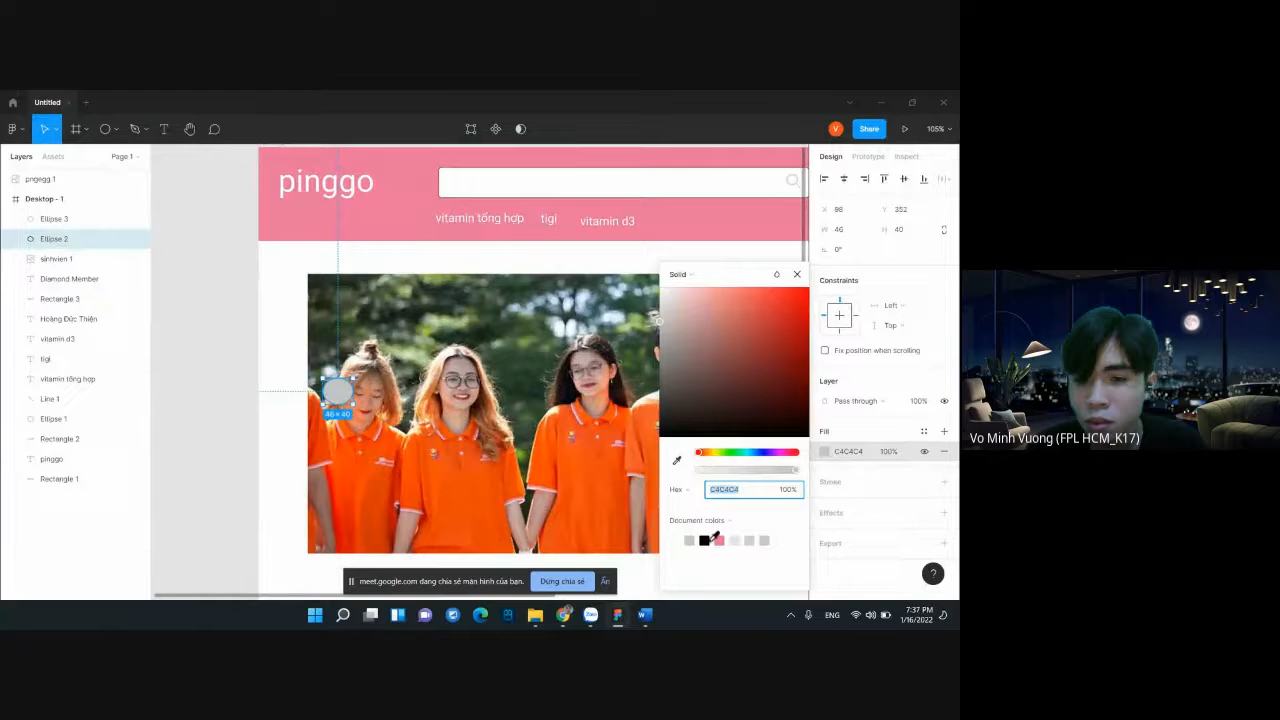 Untitled
Share
105%
Layers
Assets
Page 1
Design
Prototype
Inspect
pngegg 1
Desktop - 1
Ellipse 3
Ellipse 2
sinhvien 1
Diamond Member
Rectangle 3
Hoàng Đức Thiện
vitamin d3
tigi
vitamin tổng hợp
Line 1
Ellipse 1
Rectangle 2
pinggo
Rectangle 1
pinggo
vitamin tổng hợp
tigi
vitamin d3
46 × 40
Solid
Hex
C4C4C4
100%
Document colors
X
98
Y
352
W
46
H
40
0°
Constraints
Left
Top
Fix position when scrolling
Layer
Pass through
100%
Fill
C4C4C4
100%
Stroke
Effects
Export
?
meet.google.com đang chia sẻ màn hình của bạn.
Dừng chia sẻ
Ẩn
Zalo
ENG
7:37 PM
1/16/2022
Vo Minh Vuong (FPL HCM_K17)